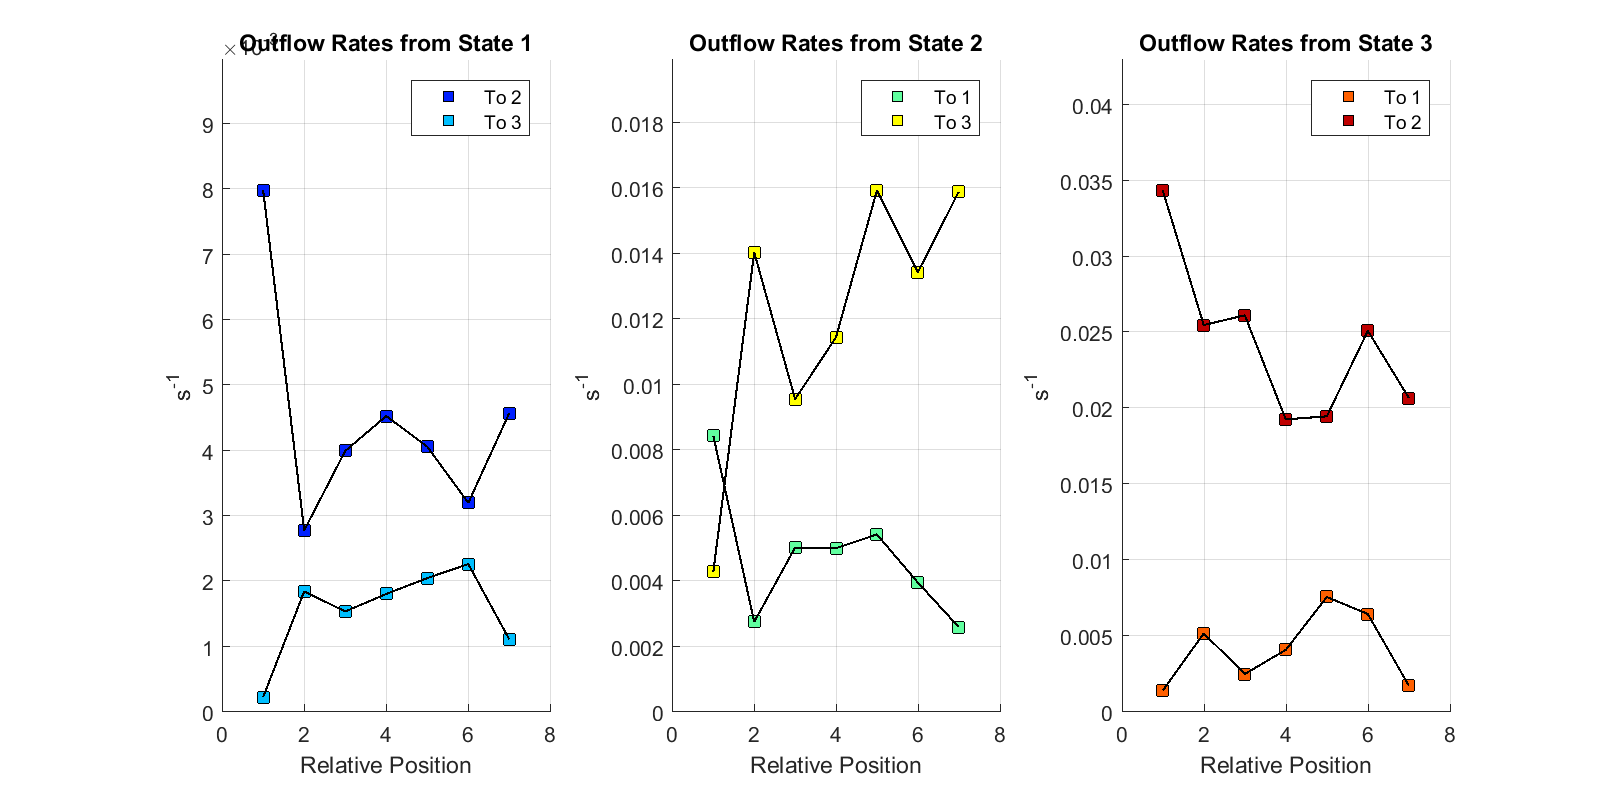 Outflow Rates from State 1
To 2
To 3
9
8
7
6
5
4
3
2
1
0
s-1
0 2 4 6 8
Relative Position
Outflow Rates from State 2
To 1
To 3
0.018
0.016
0.014
0.012
0.01
0.008
0.006
0.004
0.002
0
s-1
0 2 4 6 8
Relative Position
Outflow Rates from State 3
To 1
To 2
0.04
0.035
0.03
0.025
0.02
0.015
0.01
0.005
0
s-1
0 2 4 6 8
Relative Position